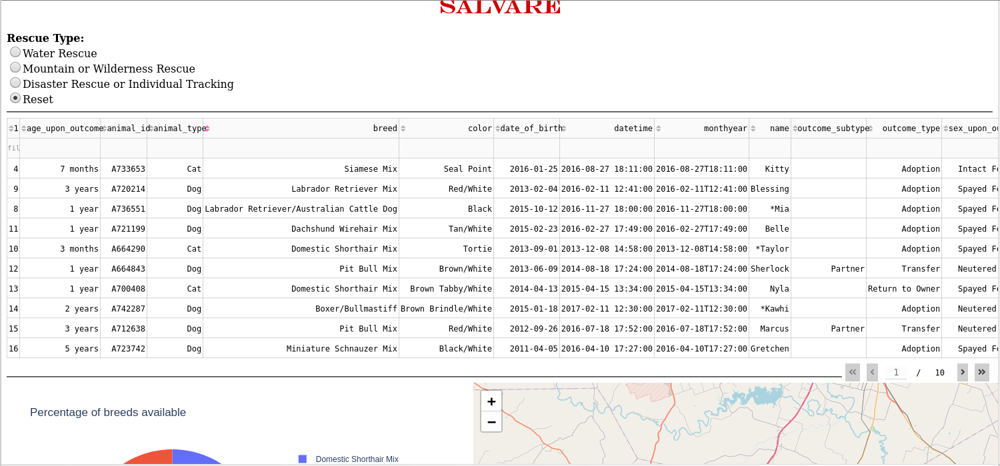 SALVARE
Rescue Type:
Water Rescue
Mountain or Wilderness Rescue
Disaster Rescue or Individual Tracking
Reset
1 age_upon_outcome animal_id animal_type breed color date_of_birth datetime monthyear name outcome_subtype outcome_type sex_upon_ou
fil
4 7 months A733653 Cat Siamese Mix Seal Point 2016-01-25 2016-08-27 18:11:00 2016-08-27T18:11:00 Kitty Adoption Intact Fe
9 3 years A720214 Dog Labrador Retriever Mix Red/White 2013-02-04 2016-02-11 12:41:00 2016-02-11T12:41:00 Blessing Adoption Spayed Fe
8 1 year A736551 Dog Labrador Retriever/Australian Cattle Dog Black 2015-10-12 2016-11-27 18:00:00 2016-11-27T18:00:00 *Mia Adoption Spayed Fe
11 1 year A721199 Dog Dachshund Wirehair Mix Tan/White 2015-02-23 2016-02-27 17:49:00 2016-02-27T17:49:00 Belle Adoption Spayed Fe
10 3 months A664290 Cat Domestic Shorthair Mix Tortie 2013-09-01 2013-12-08 14:58:00 2013-12-08T14:58:00 *Taylor Adoption Spayed Fe
12 1 year A664843 Dog Pit Bull Mix Brown/White 2013-06-09 2014-08-18 17:24:00 2014-08-18T17:24:00 Sherlock Partner Transfer Neutered
13 1 year A700408 Cat Domestic Shorthair Mix Brown Tabby/White 2014-04-13 2015-04-15 13:34:00 2015-04-15T13:34:00 Nyla Return to Owner Spayed Fe
14 2 years A742287 Dog Boxer/Bullmastiff Brown Brindle/White 2015-01-18 2017-02-11 12:30:00 2017-02-11T12:30:00 *Kawhi Adoption Neutered
15 3 years A712638 Dog Pit Bull Mix Red/White 2012-09-26 2016-07-18 17:52:00 2016-07-18T17:52:00 Marcus Partner Transfer Neutered
16 5 years A723742 Dog Miniature Schnauzer Mix Black/White 2011-04-05 2016-04-10 17:27:00 2016-04-10T17:27:00 Gretchen Adoption Spayed Fe
« ‹ 1 / 10 › »
Percentage of breeds available
Domestic Shorthair Mix
+
−